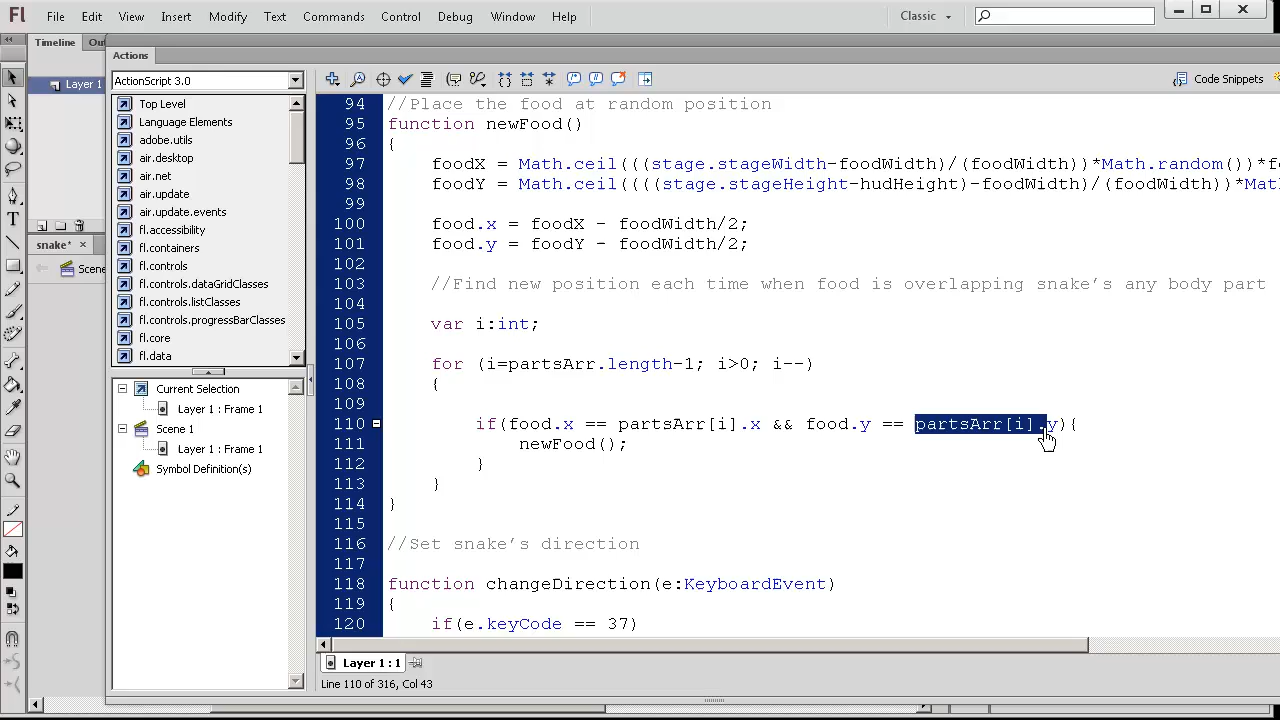 Fl File Edit View Insert Modify Text Commands Control Debug Window Help Classic
Timeline
Actions
Layer 1
ActionScript 3.0
Code Snippets
Top Level
Language Elements
adobe.utils
air.desktop
air.net
air.update
air.update.events
fl.accessibility
fl.containers
fl.controls
fl.controls.dataGridClasses
fl.controls.listClasses
fl.controls.progressBarClasses
fl.core
fl.data
snake*
Scene
Current Selection
Layer 1 : Frame 1
Scene 1
Layer 1 : Frame 1
Symbol Definition(s)
94 //Place the food at random position
95 function newFood()
96 {
97 foodX = Math.ceil(((stage.stageWidth-foodWidth)/(foodWidth))*Math.random())*
98 foodY = Math.ceil((((stage.stageHeight-hudHeight)-foodWidth)/(foodWidth))*
99
100 food.x = foodX - foodWidth/2;
101 food.y = foodY - foodWidth/2;
102
103 //Find new position each time when food is overlapping snake's any body part
104
105 var i:int;
106
107 for (i=partsArr.length-1; i>0; i--)
108 {
109
110 if(food.x == partsArr[i].x && food.y == partsArr[i].y){
111 newFood();
112 }
113 }
114 }
115
116 //Set snake's direction
117
118 function changeDirection(e:KeyboardEvent)
119 {
120 if(e.keyCode == 37)
Layer 1 : 1
Line 110 of 316, Col 43